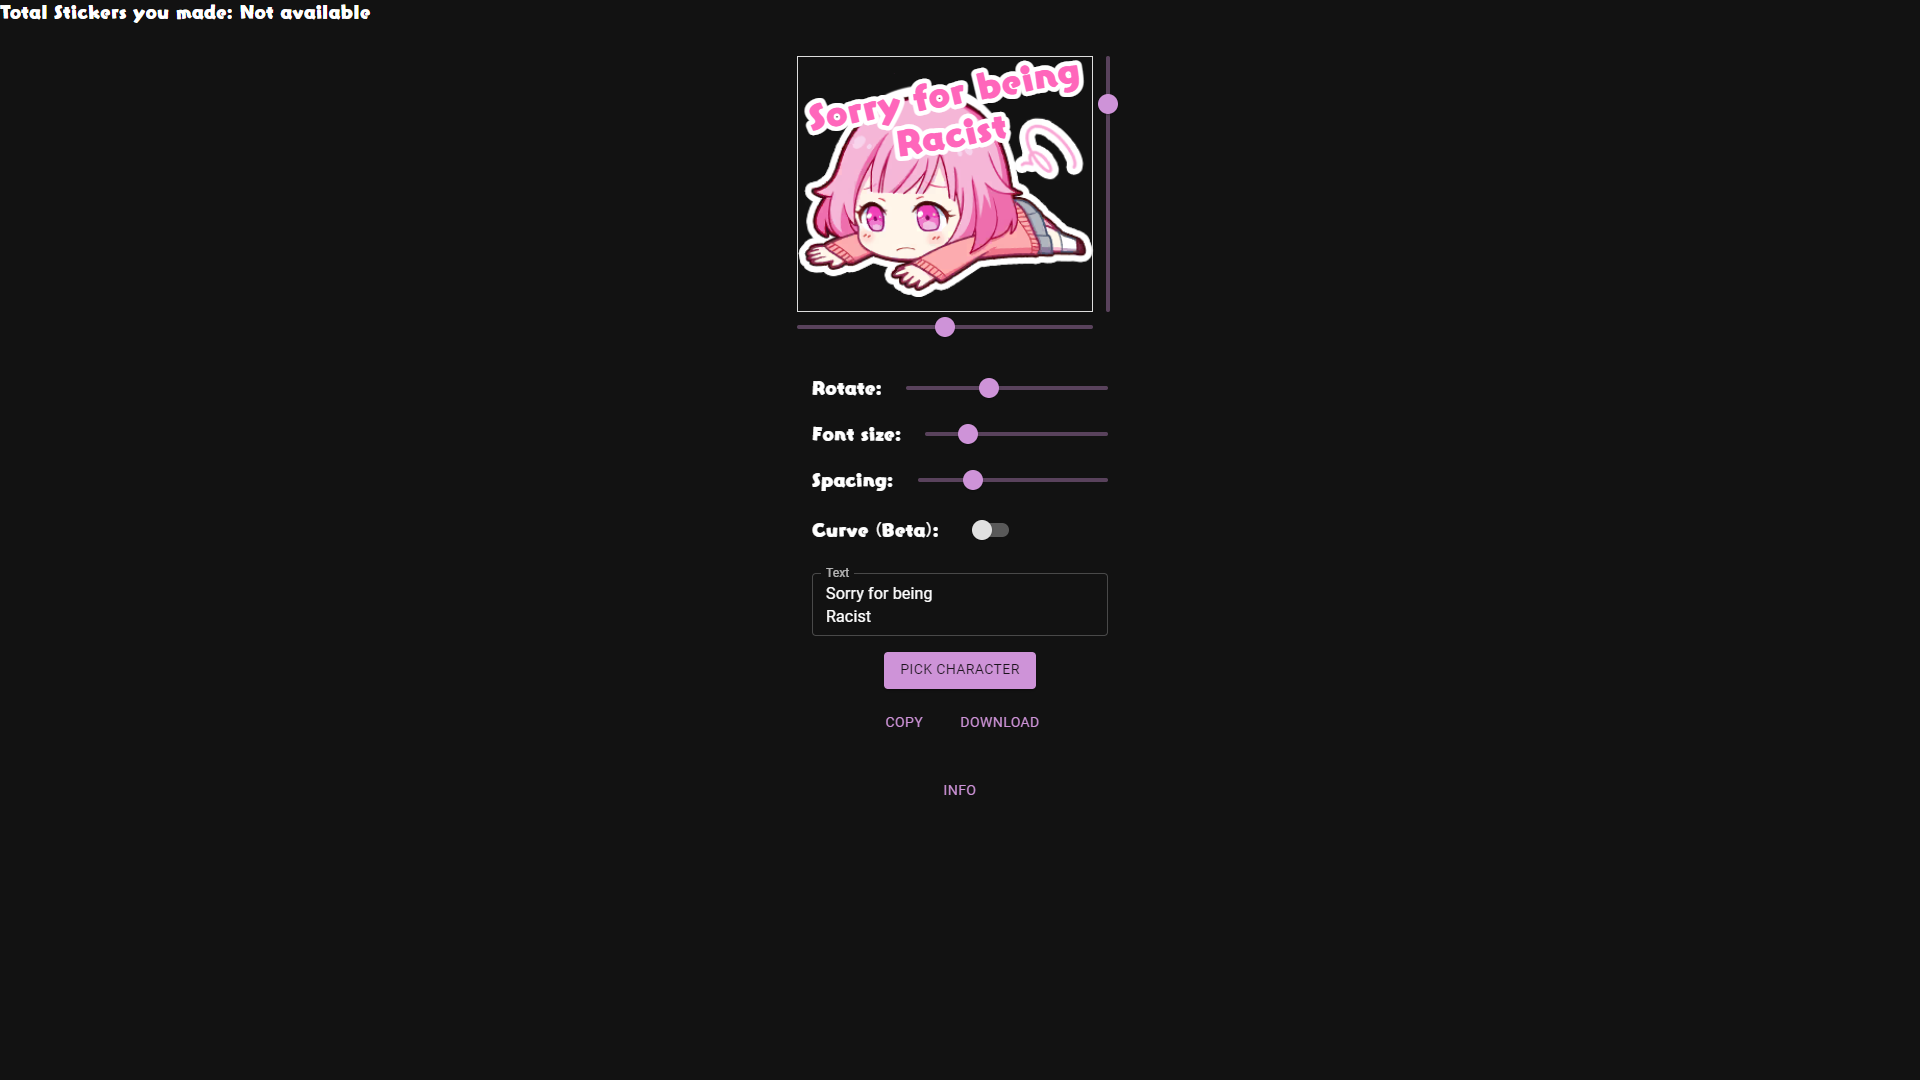 Total Stickers you made: Not available
Sorry for being
Racist
Rotate:
Font size:
Spacing:
Curve (Beta):
Text
Sorry for being
Racist
PICK CHARACTER
COPY DOWNLOAD
INFO